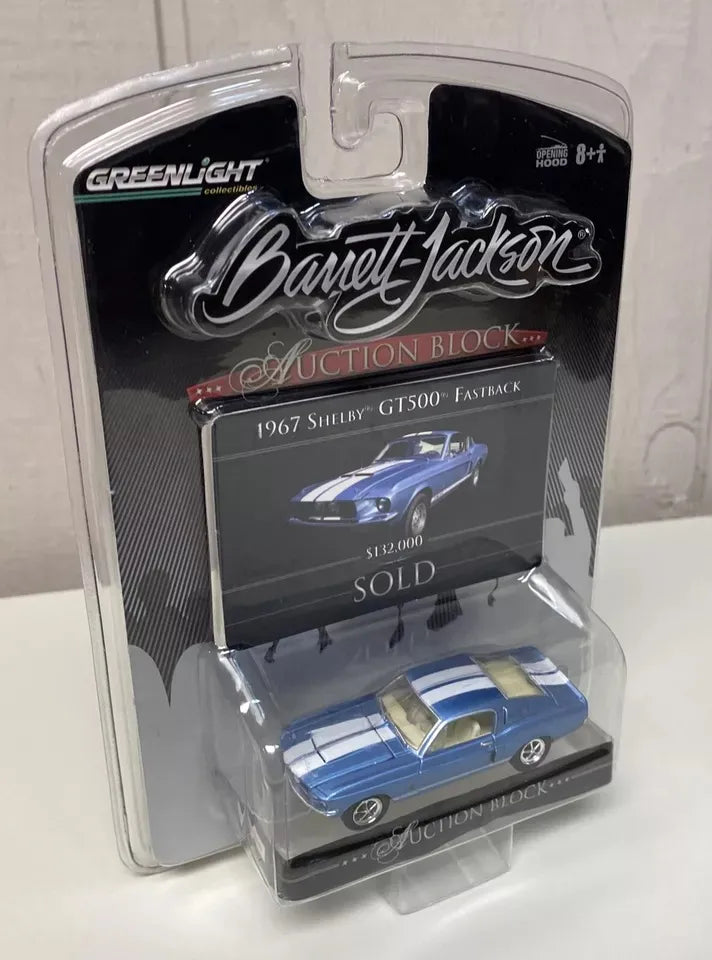 GREENLIGHT®
collectibles
OPENING
HOOD
8+
Barrett-Jackson®
AUCTION BLOCK
1967 SHELBY® GT500® FASTBACK
$132,000
SOLD
AUCTION BLOCK